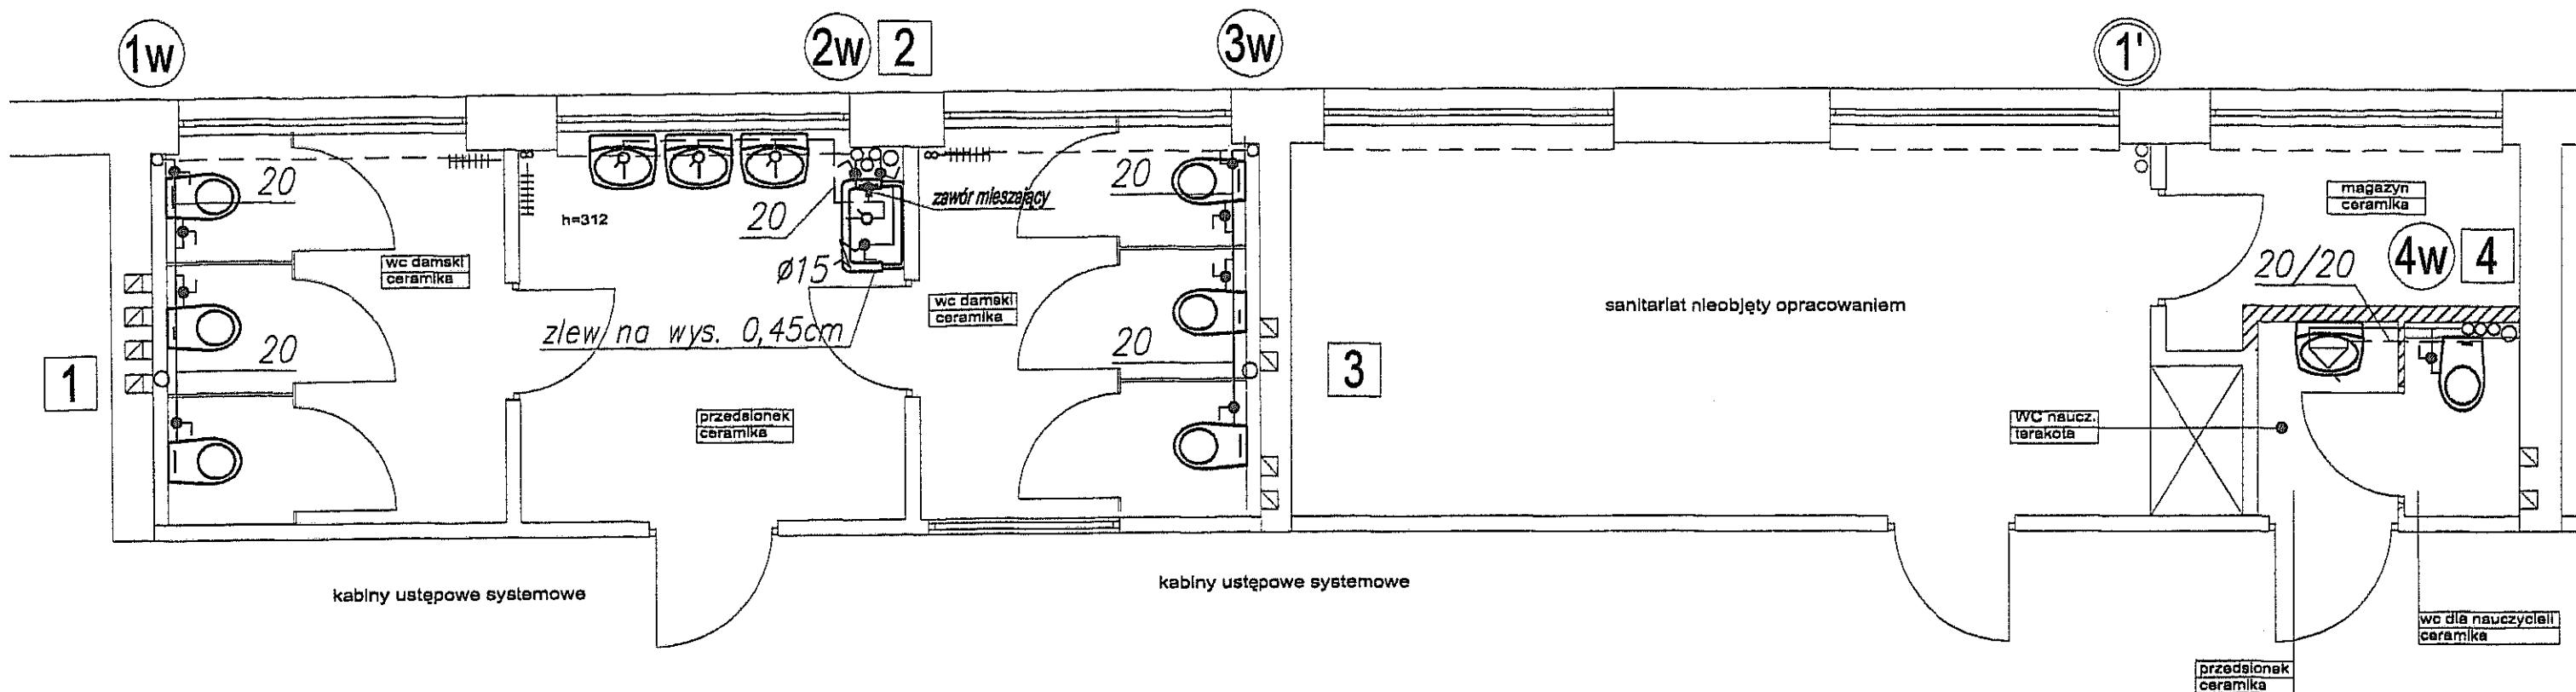 1w
2w
2
3w
1'
20
20
h=312
20
zawór mieszający
ø15
zlew na wys. 0,45cm
wc damski
ceramika
przedsionek
ceramika
wc damski
ceramika
20
20
1
3
sanitariat nieobjęty opracowaniem
magazyn
ceramika
4w
4
20/20
WC naucz.
terakota
kabiny ustępowe systemowe
kabiny ustępowe systemowe
wc dla nauczycieli
ceramika
przedsionek
ceramika